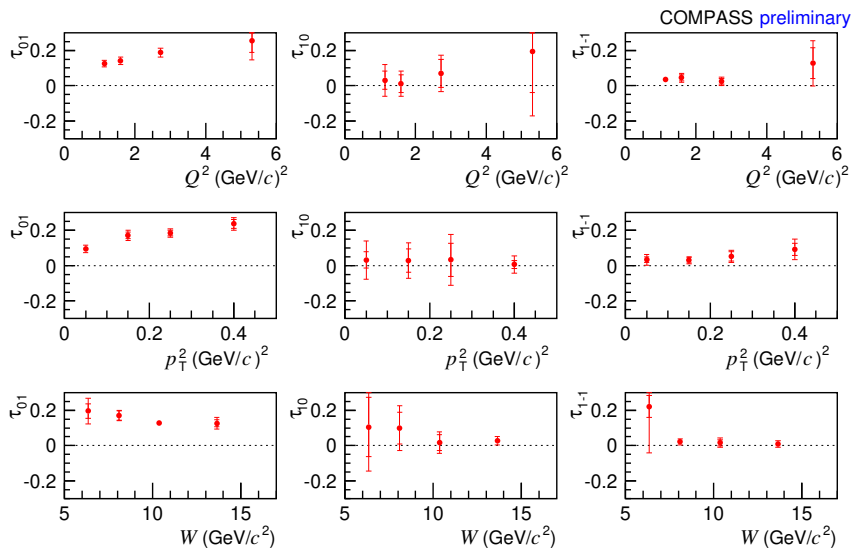 COMPASS preliminary
τ₀₁ τ₁₀ τ₁₋₁
0.2 0.2 0.2
0 0 0
-0.2 -0.2 -0.2
0 2 4 6 0 2 4 6 0 2 4 6
Q² (GeV/c)² Q² (GeV/c)² Q² (GeV/c)²
τ₀₁ τ₁₀ τ₁₋₁
0.2 0.2 0.2
0 0 0
-0.2 -0.2 -0.2
0 0.2 0.4 0 0.2 0.4 0 0.2 0.4
p_T² (GeV/c)² p_T² (GeV/c)² p_T² (GeV/c)²
τ₀₁ τ₁₀ τ₁₋₁
0.2 0.2 0.2
0 0 0
-0.2 -0.2 -0.2
5 10 15 5 10 15 5 10 15
W (GeV/c²) W (GeV/c²) W (GeV/c²)